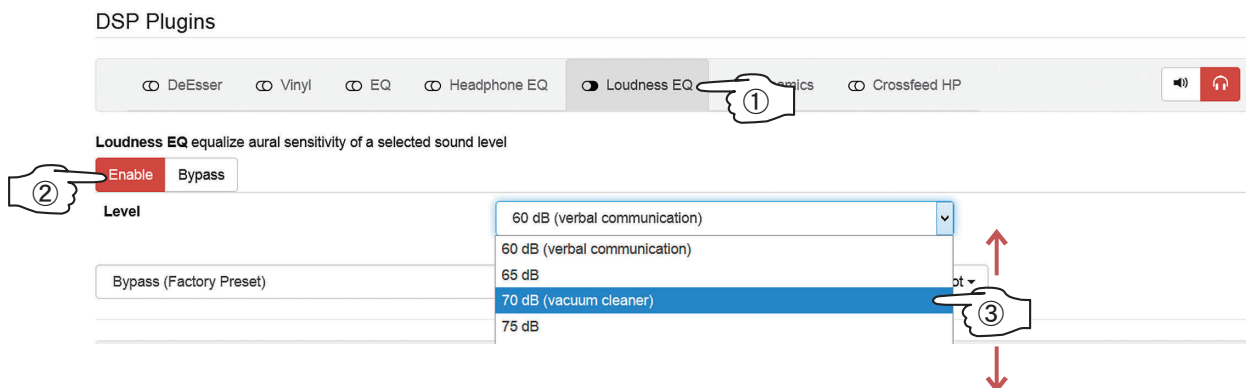 DSP Plugins
DeEsser Vinyl EQ Headphone EQ Loudness EQ ① Crossfeed HP
Loudness EQ equalize aural sensitivity of a selected sound level
② Enable Bypass
Level 60 dB (verbal communication)
60 dB (verbal communication)
65 dB
Bypass (Factory Preset)
70 dB (vacuum cleaner) ③
75 dB